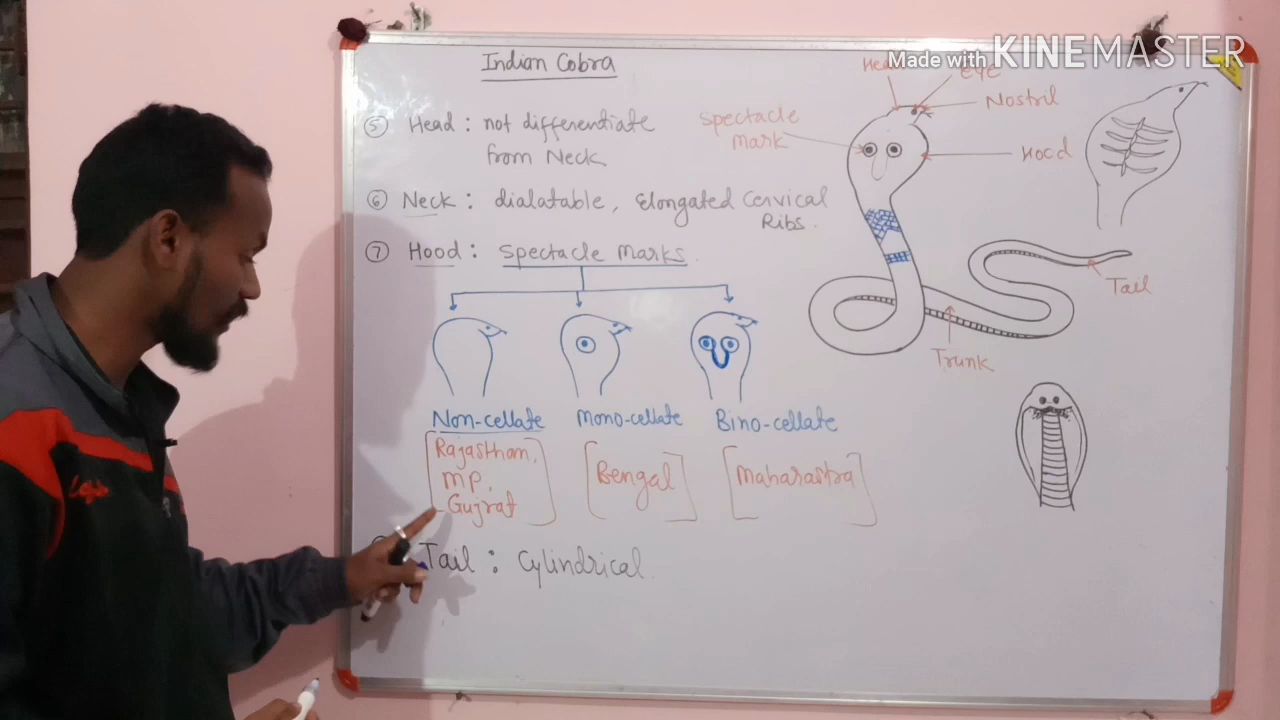 Made with KINEMASTER
Indian Cobra
⑤ Head : not differentiate
from Neck
⑥ Neck : dialatable, Elongated Cervical
Ribs.
⑦ Hood : Spectacle Marks.
Non-cellate
Mono-cellate
Bino-cellate
Rajastham,
MP,
Gujrat
Bengal
Maharastra
Tail : Cylindrical.
Head
Eye
Nostril
Spectacle
Mark
Hood
Tail
Trunk